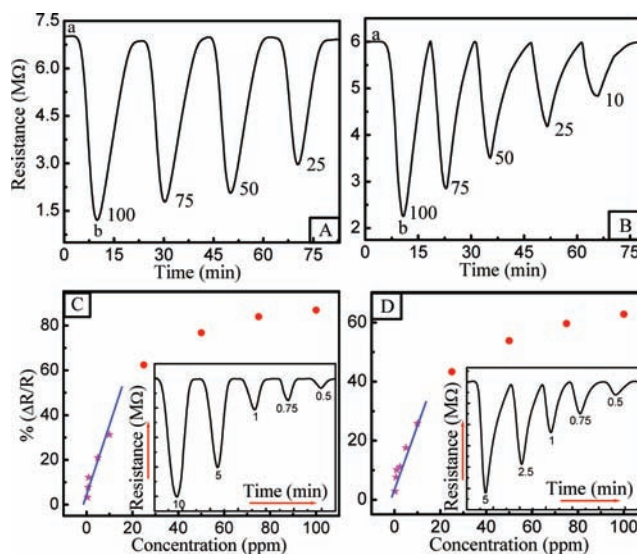 7.0
a
5.5
4.0
3.0
1.5
Resistance (MΩ)
100
b
75
50
25
A
0 15 30 45 60 75
Time (min)
6
a
5
4
3
2
100
b
75
50
25
10
B
0 15 30 45 60 75
Time (min)
C
80
60
40
20
0
% (ΔR/R)
Resistance (MΩ)
10
5
1
0.75
0.5
Time (min)
0 20 40 60 80 100
Concentration (ppm)
D
60
40
20
0
Resistance (MΩ)
5
2.5
1
0.75
0.5
Time (min)
0 20 40 60 80 100
Concentration (ppm)